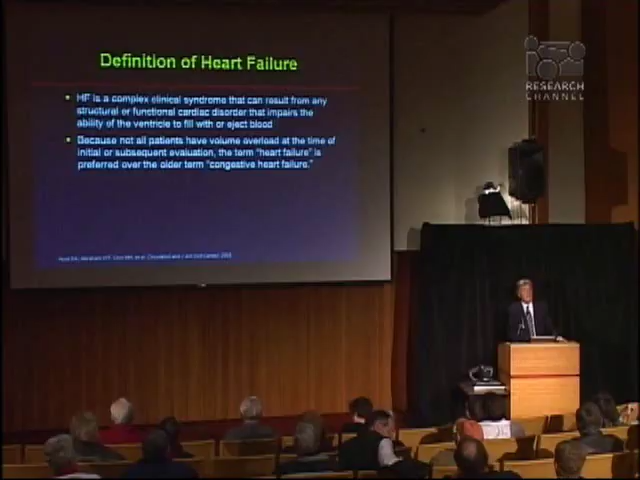 Definition of Heart Failure
HF is a complex clinical syndrome that can result from any
structural or functional cardiac disorder that impairs the
ability of the ventricle to fill with or eject blood
Because not all patients have volume overload at the time of
initial or subsequent evaluation, the term "heart failure" is
preferred over the older term "congestive heart failure."
RESEARCH
CHANNEL